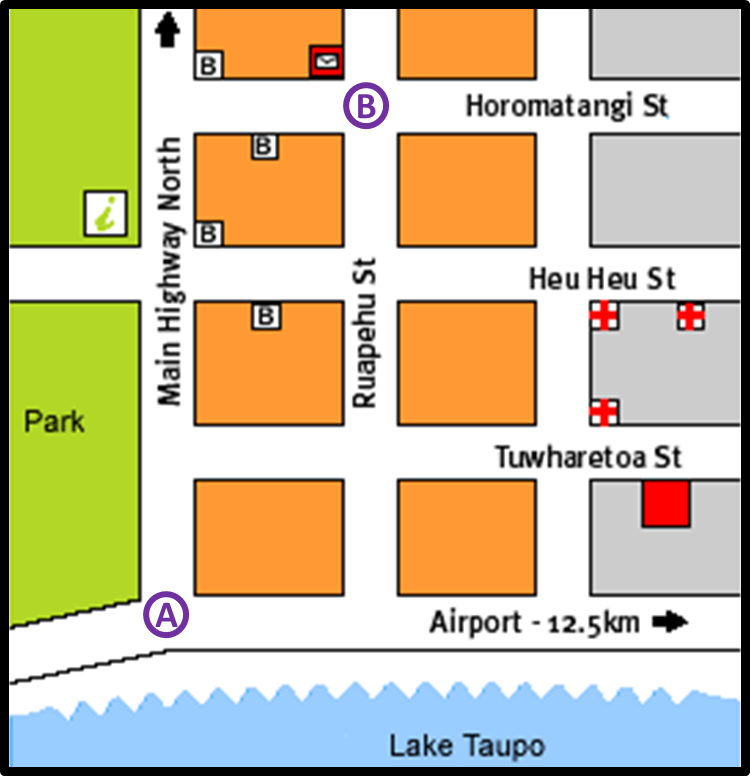 B
B
Horomatangi St
B
i
Main Highway North
B
Ruapehu St
Heu Heu St
B
Park
Tuwharetoa St
A
Airport - 12.5km
Lake Taupo